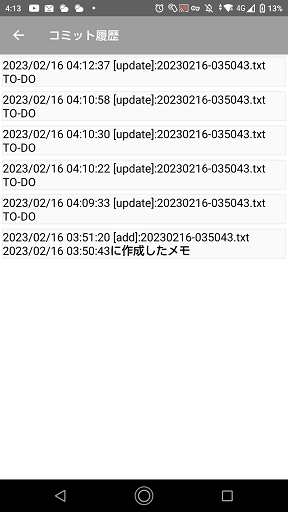 4:13
4G
13%
コミット履歴
2023/02/16 04:12:37 [update]:20230216-035043.txt
TO-DO
2023/02/16 04:10:58 [update]:20230216-035043.txt
TO-DO
2023/02/16 04:10:30 [update]:20230216-035043.txt
TO-DO
2023/02/16 04:10:22 [update]:20230216-035043.txt
TO-DO
2023/02/16 04:09:33 [update]:20230216-035043.txt
TO-DO
2023/02/16 03:51:20 [add]:20230216-035043.txt
2023/02/16 03:50:43に作成したメモ